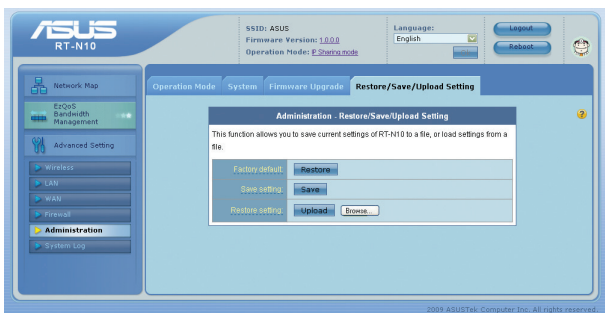 ASUS
RT-N10
SSID: ASUS
Firmware Version: 1.0.0.0
Operation Mode: IP Sharing mode
Language:
English
Logout
Reboot
Network Map
EzQoS
Bandwidth
Management
Advanced Setting
Wireless
LAN
WAN
Firewall
Administration
System Log
Operation Mode System Firmware Upgrade Restore/Save/Upload Setting
Administration - Restore/Save/Upload Setting
This function allows you to save current settings of RT-N10 to a file, or load settings from a
file.
Factory default: Restore
Save setting: Save
Restore setting: Upload Browse...
2009 ASUSTek Computer Inc. All rights reserved.